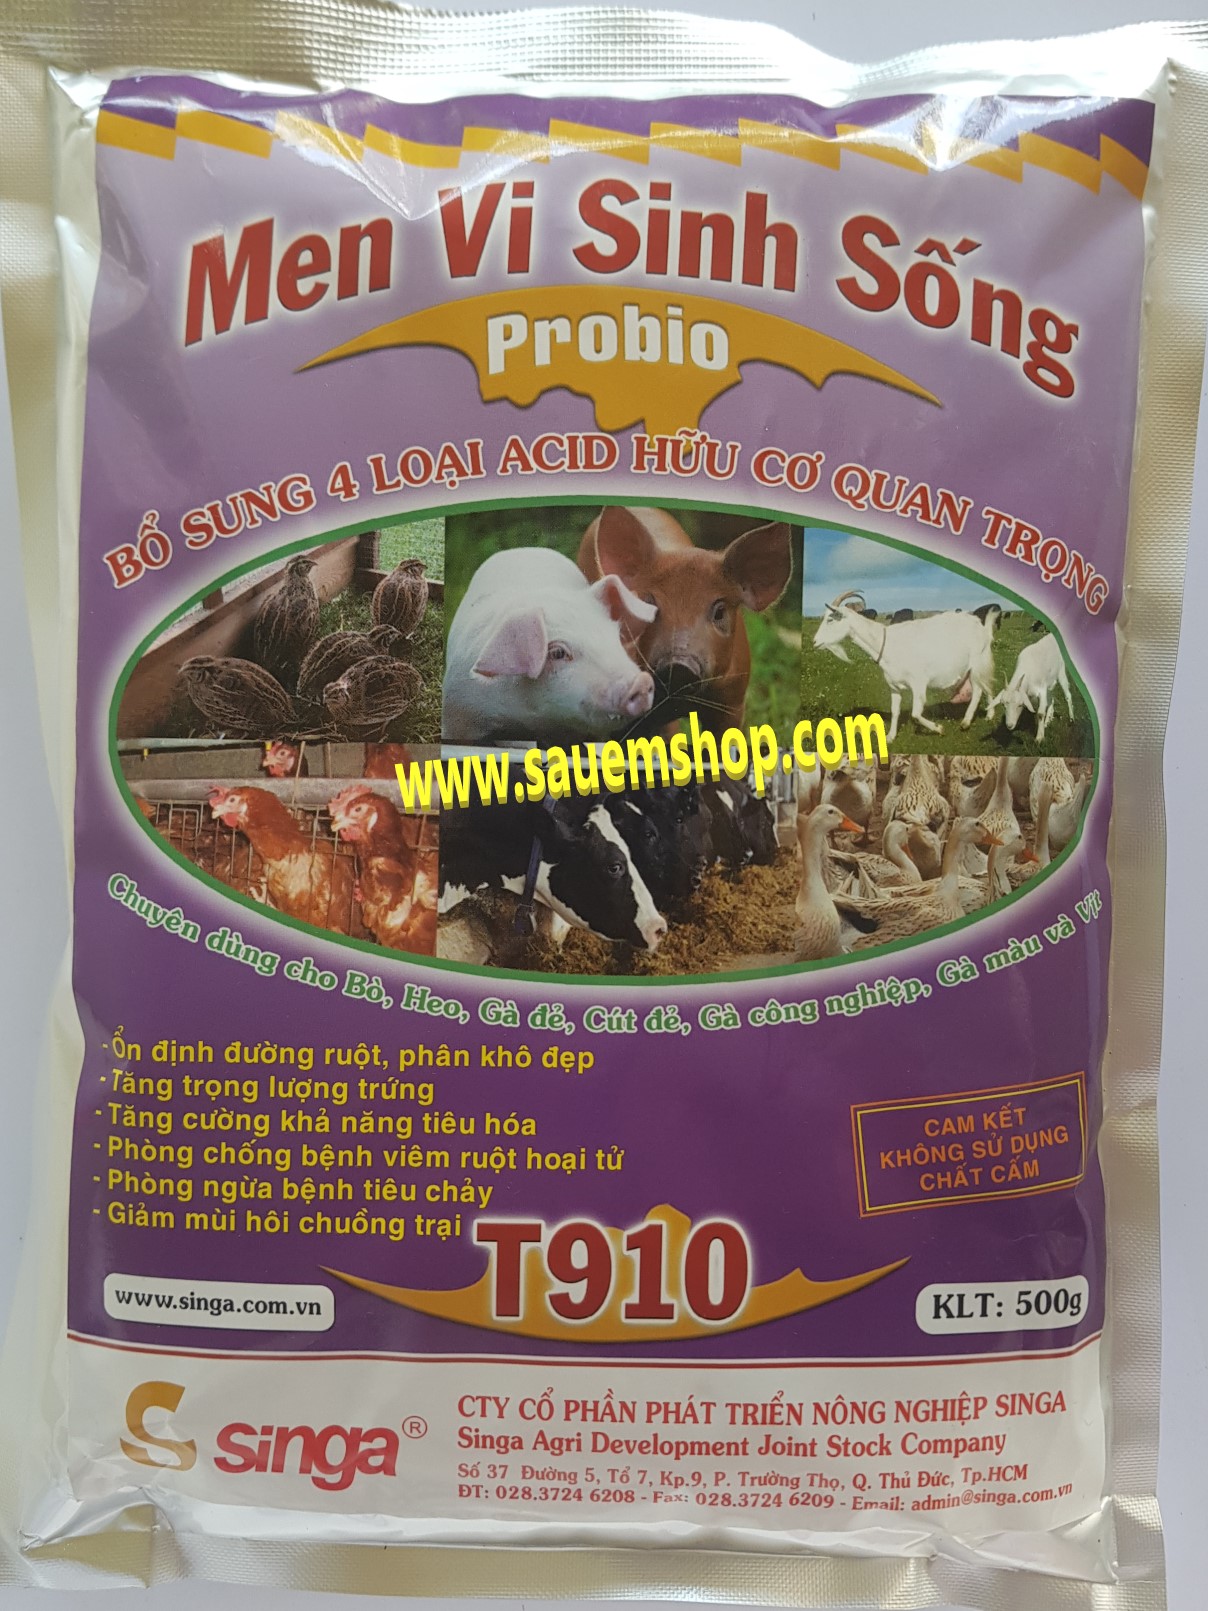 Men Vi Sinh Sống
Probio
BỔ SUNG 4 LOẠI ACID HỮU CƠ QUAN TRỌNG
www.sauemshop.com
Chuyên dùng cho Bò, Heo, Gà đẻ, Cút đẻ, Gà công nghiệp, Gà màu và Vịt
- Ổn định đường ruột, phân khô đẹp
- Tăng trọng lượng trứng
- Tăng cường khả năng tiêu hóa
- Phòng chống bệnh viêm ruột hoại tử
- Phòng ngừa bệnh tiêu chảy
- Giảm mùi hôi chuồng trại
CAM KẾT
KHÔNG SỬ DỤNG
CHẤT CẤM
T910
www.singa.com.vn
KLT: 500g
singa®
CTY CỔ PHẦN PHÁT TRIỂN NÔNG NGHIỆP SINGA
Singa Agri Development Joint Stock Company
Số 37 Đường 5, Tổ 7, Kp.9, P. Trường Thọ, Q. Thủ Đức, Tp.HCM
ĐT: 028.3724 6208 - Fax: 028.3724 6209 - Email: admin@singa.com.vn